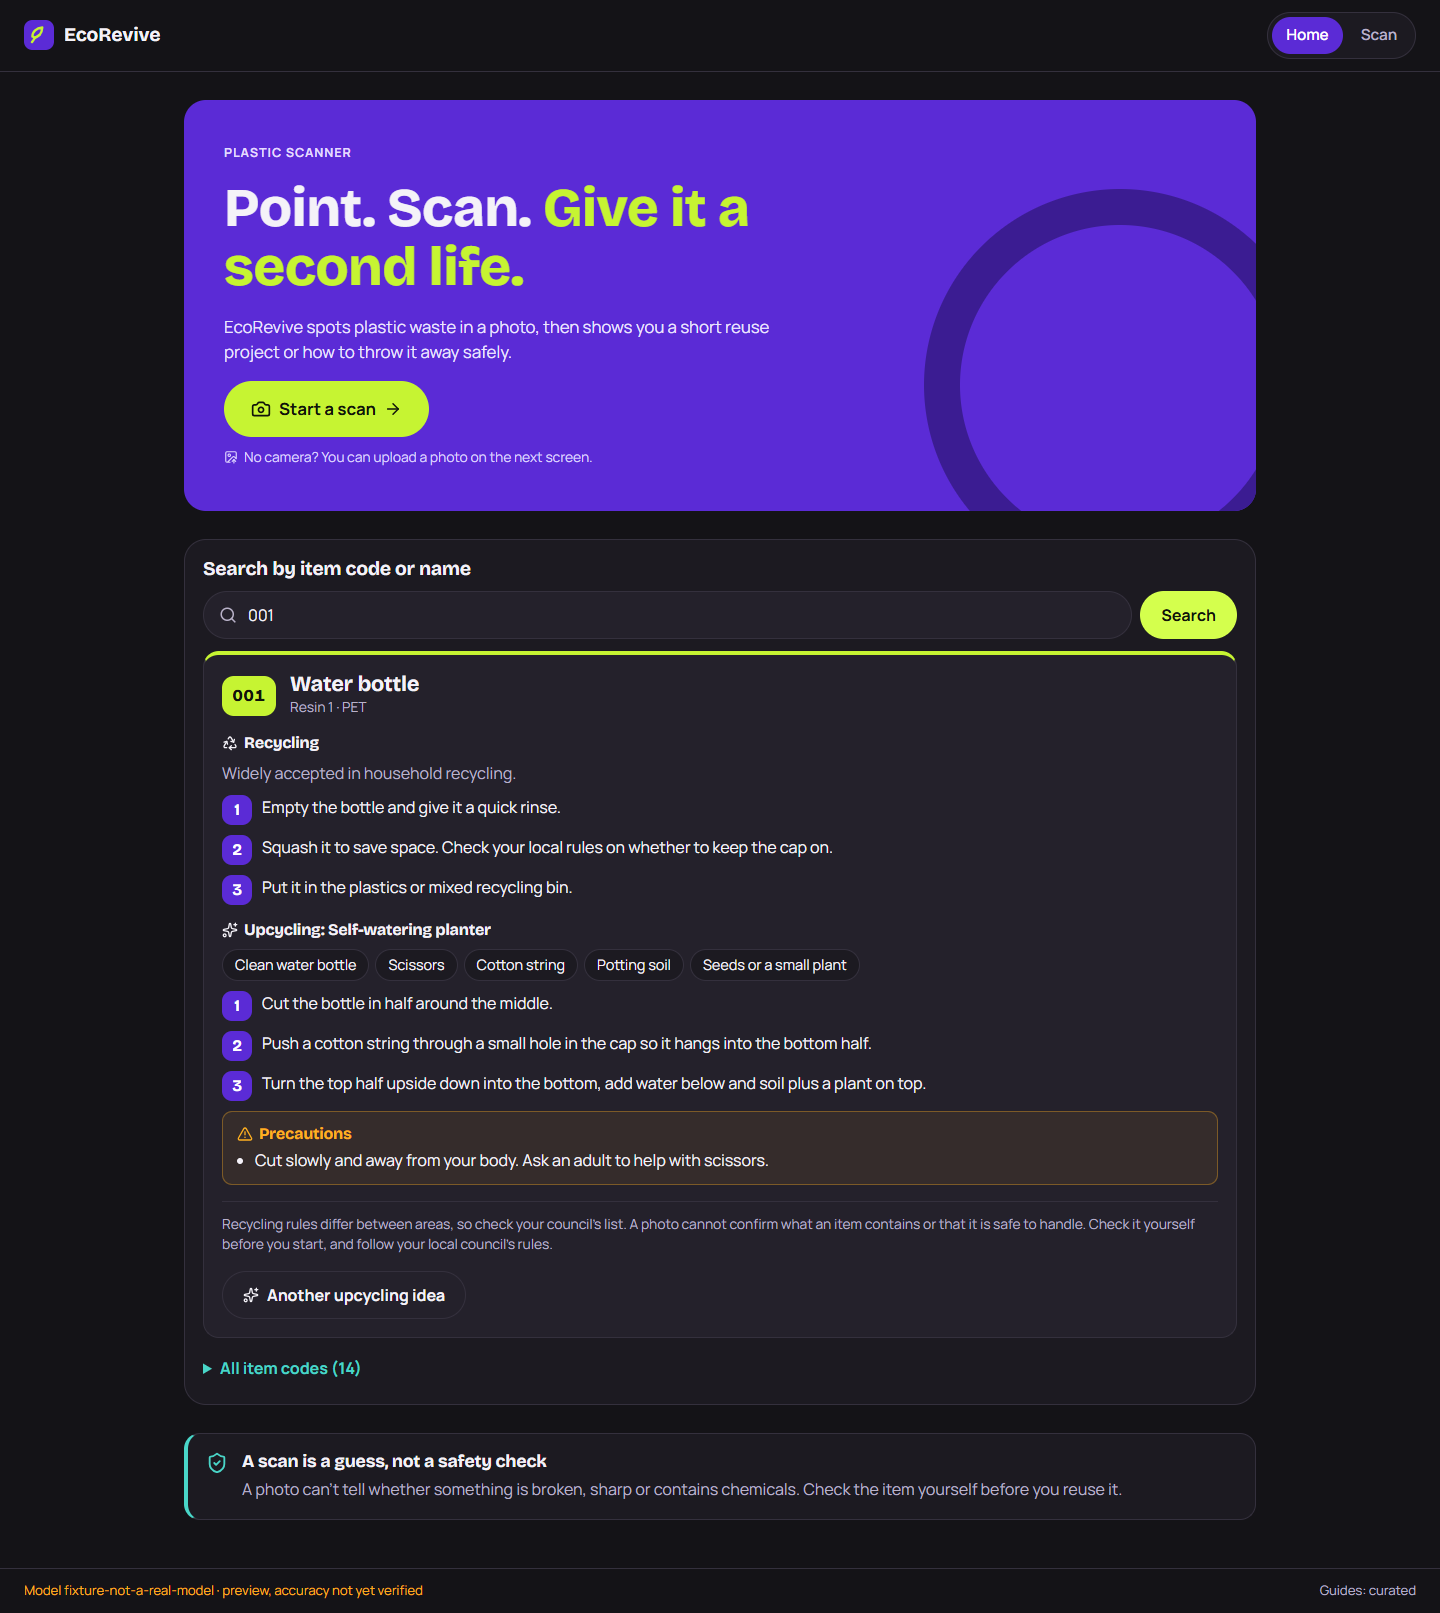 EcoRevive
Home
Scan
PLASTIC SCANNER
Point. Scan. Give it a
second life.
EcoRevive spots plastic waste in a photo, then shows you a short reuse
project or how to throw it away safely.
Start a scan
No camera? You can upload a photo on the next screen.
Search by item code or name
001
Search
001
Water bottle
Resin 1 · PET
Recycling
Widely accepted in household recycling.
1 Empty the bottle and give it a quick rinse.
2 Squash it to save space. Check your local rules on whether to keep the cap on.
3 Put it in the plastics or mixed recycling bin.
Upcycling: Self-watering planter
Clean water bottle
Scissors
Cotton string
Potting soil
Seeds or a small plant
1 Cut the bottle in half around the middle.
2 Push a cotton string through a small hole in the cap so it hangs into the bottom half.
3 Turn the top half upside down into the bottom, add water below and soil plus a plant on top.
Precautions
• Cut slowly and away from your body. Ask an adult to help with scissors.
Recycling rules differ between areas, so check your council's list. A photo cannot confirm what an item contains or that it is safe to handle. Check it yourself
before you start, and follow your local council's rules.
Another upcycling idea
All item codes (14)
A scan is a guess, not a safety check
A photo can't tell whether something is broken, sharp or contains chemicals. Check the item yourself before you reuse it.
Model fixture-not-a-real-model · preview, accuracy not yet verified
Guides: curated